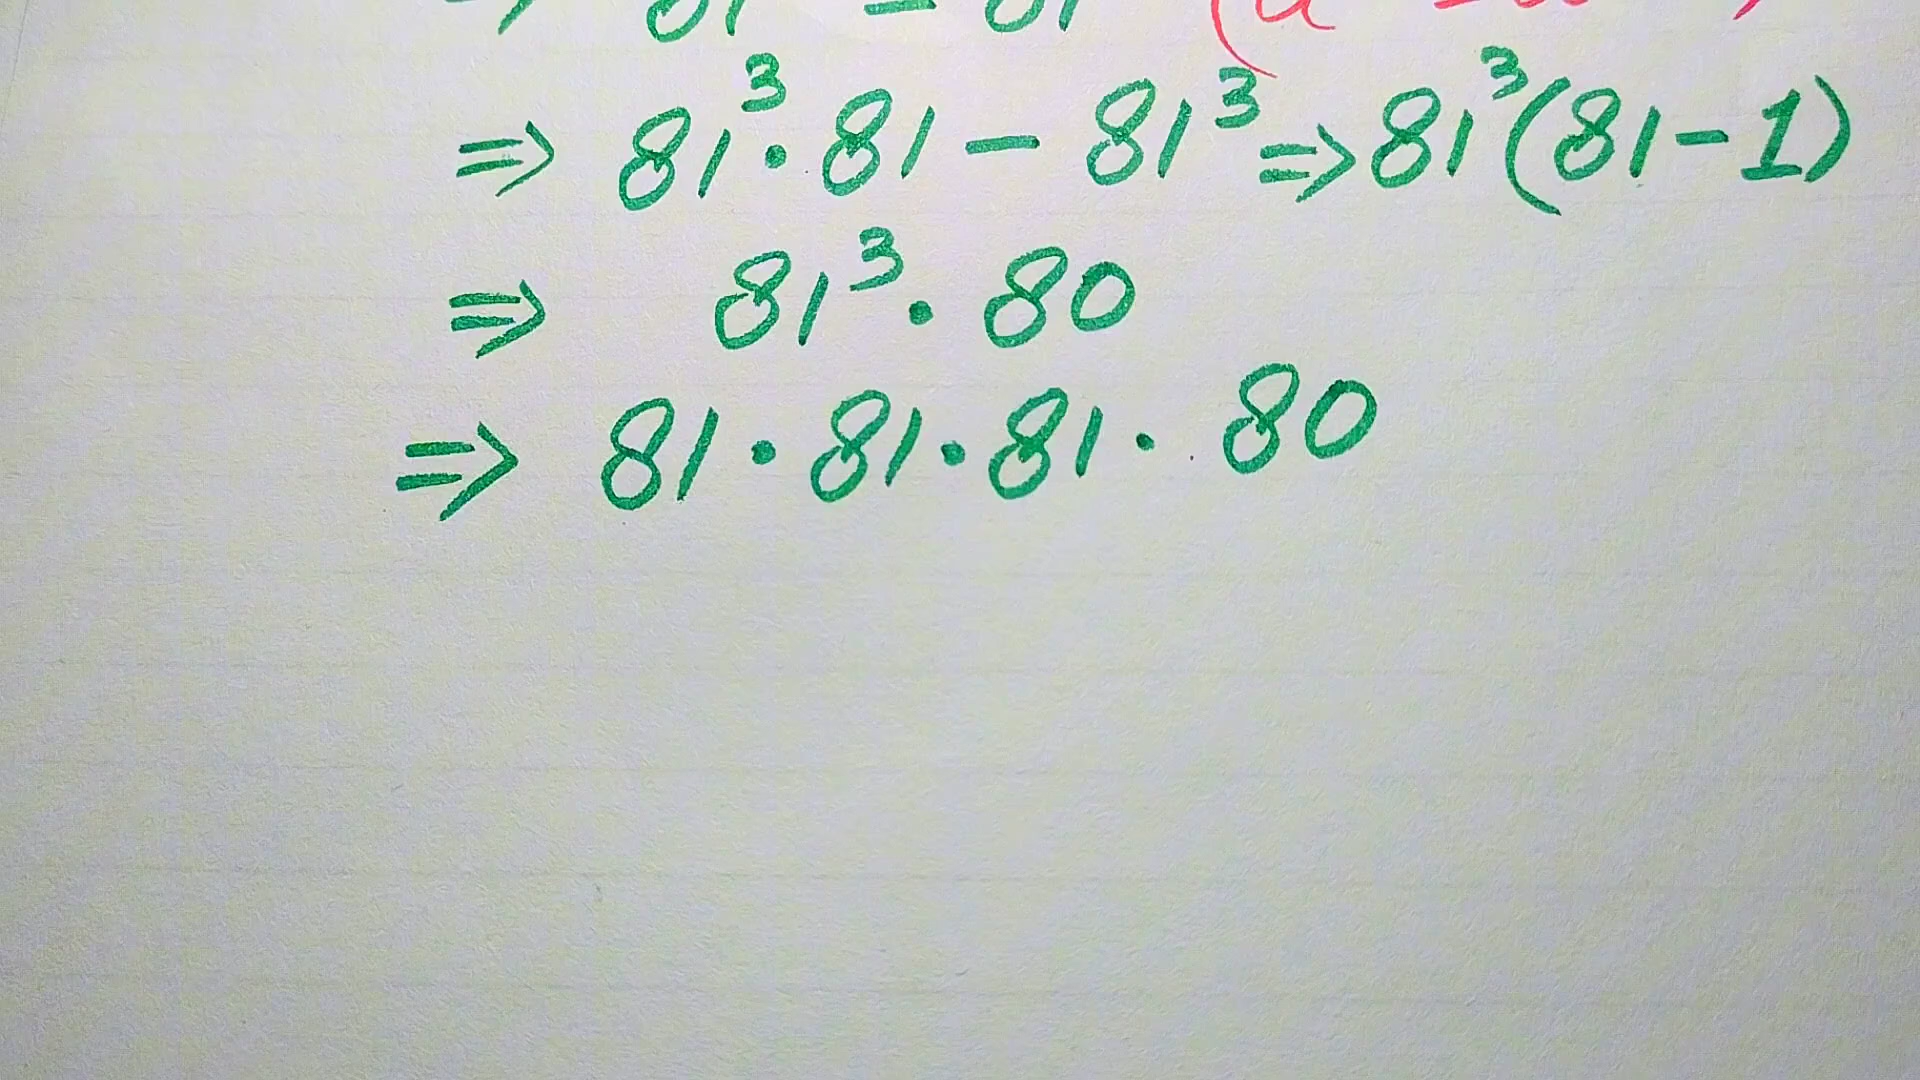 ⇒ 81³ · 81 − 81³ ⇒ 81³(81−1)
⇒ 81³ · 80
⇒ 81 · 81 · 81 · 80